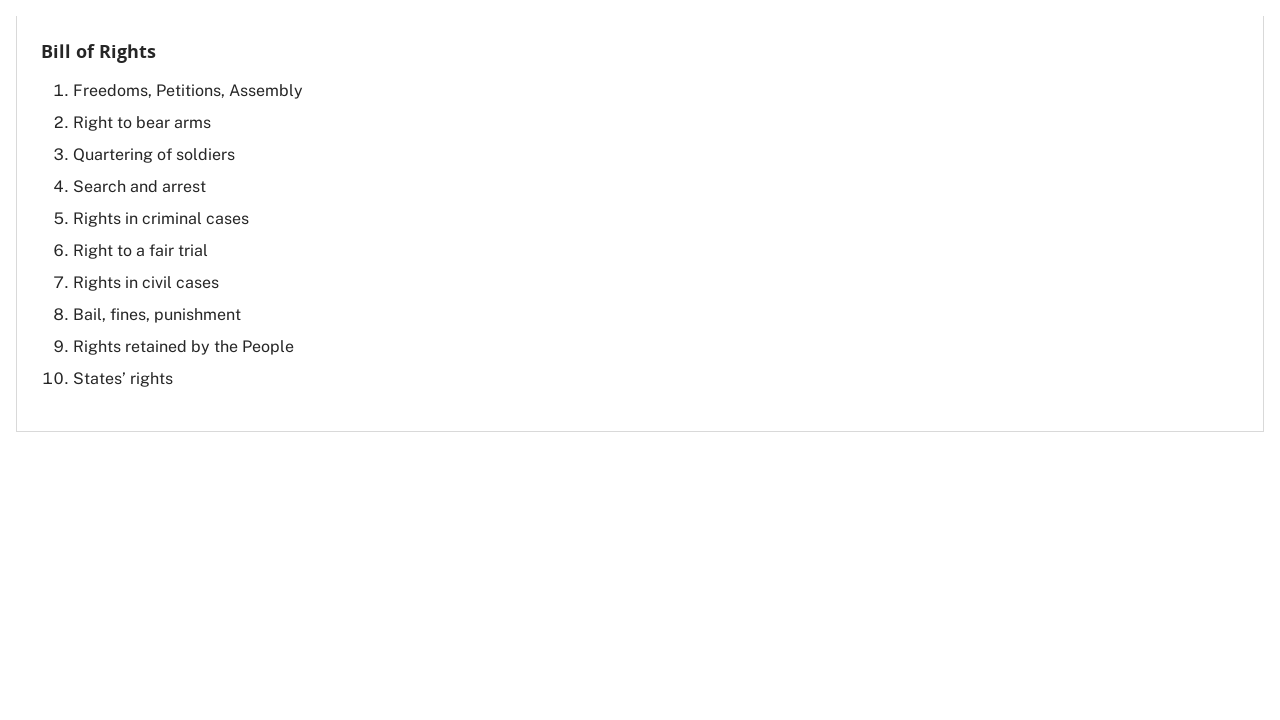 Bill of Rights
1. Freedoms, Petitions, Assembly
2. Right to bear arms
3. Quartering of soldiers
4. Search and arrest
5. Rights in criminal cases
6. Right to a fair trial
7. Rights in civil cases
8. Bail, fines, punishment
9. Rights retained by the People
10. States’ rights